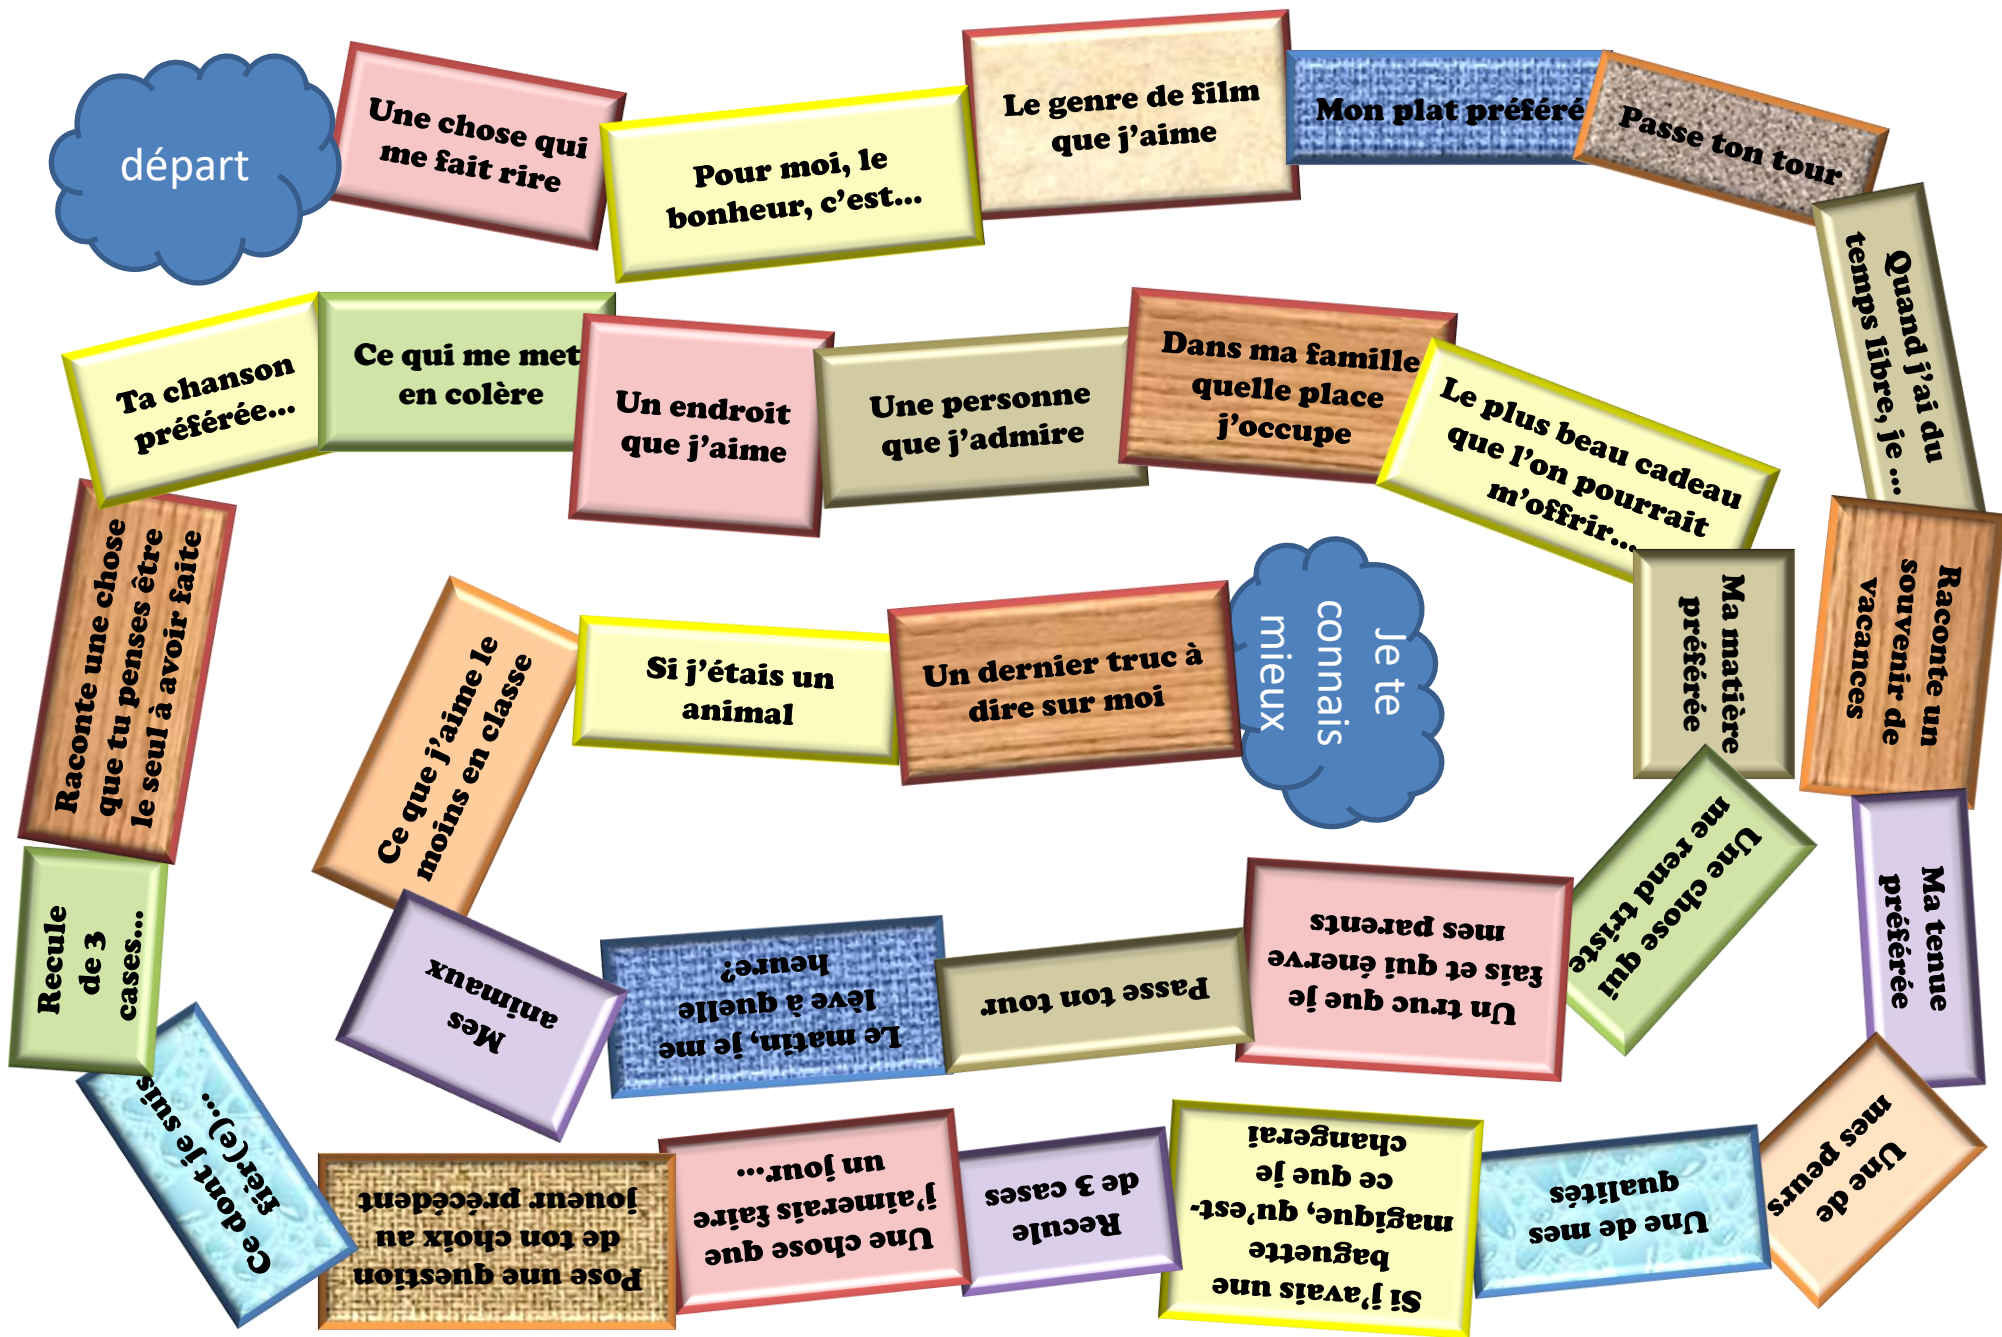 départ
Une chose qui
me fait rire
Pour moi, le
bonheur, c’est…
Le genre de film
que j’aime
Mon plat préféré
Passe ton tour
Quand j’ai du
temps libre, je …
Raconte un
souvenir de
vacances
Ma tenue
préférée
Une de
mes peurs
Une de mes
qualités
Si j’avais une
baguette
magique, qu’est-
ce que je
changerai
Recule
de 3 cases
Une chose que
j’aimerais faire
un jour…
Pose une question
de ton choix au
joueur précédent
Ce dont je suis
fièr(e)…
Recule
de 3
cases…
Raconte une chose
que tu penses être
le seul à avoir faite
Ta chanson
préférée…
Ce qui me met
en colère
Un endroit
que j’aime
Une personne
que j’admire
Dans ma famille
quelle place
j’occupe
Le plus beau cadeau
que l’on pourrait
m’offrir…
Ma matière
préférée
Une chose qui
me rend triste
Un truc que je
fais et qui énerve
mes parents
Passe ton tour
Le matin, je me
lève à quelle
heure?
Mes
animaux
Ce que j’aime le
moins en classe
Si j’étais un
animal
Un dernier truc à
dire sur moi
Je te
connais
mieux